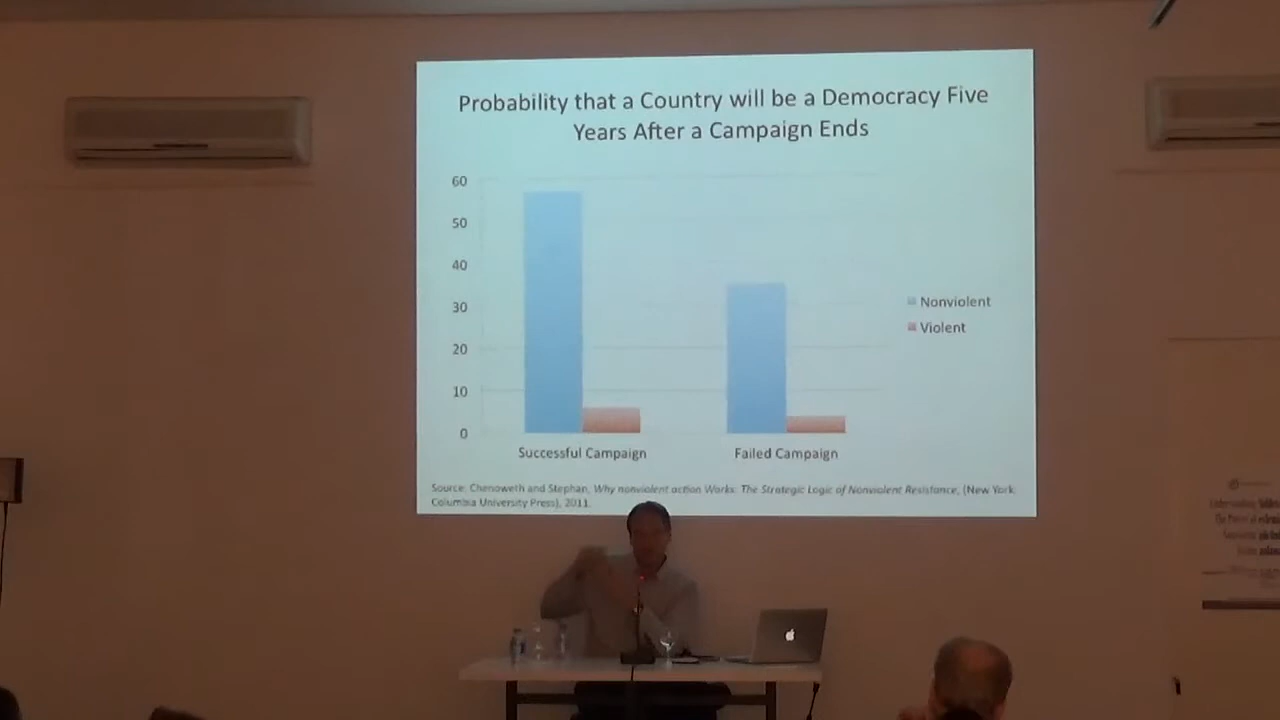 Probability that a Country will be a Democracy Five
Years After a Campaign Ends
60
50
40
30
20
10
0
Nonviolent
Violent
Successful Campaign
Failed Campaign
Source: Chenoweth and Stephan, Why nonviolent action Works: The Strategic Logic of Nonviolent Resistance, (New York:
Columbia University Press), 2011.